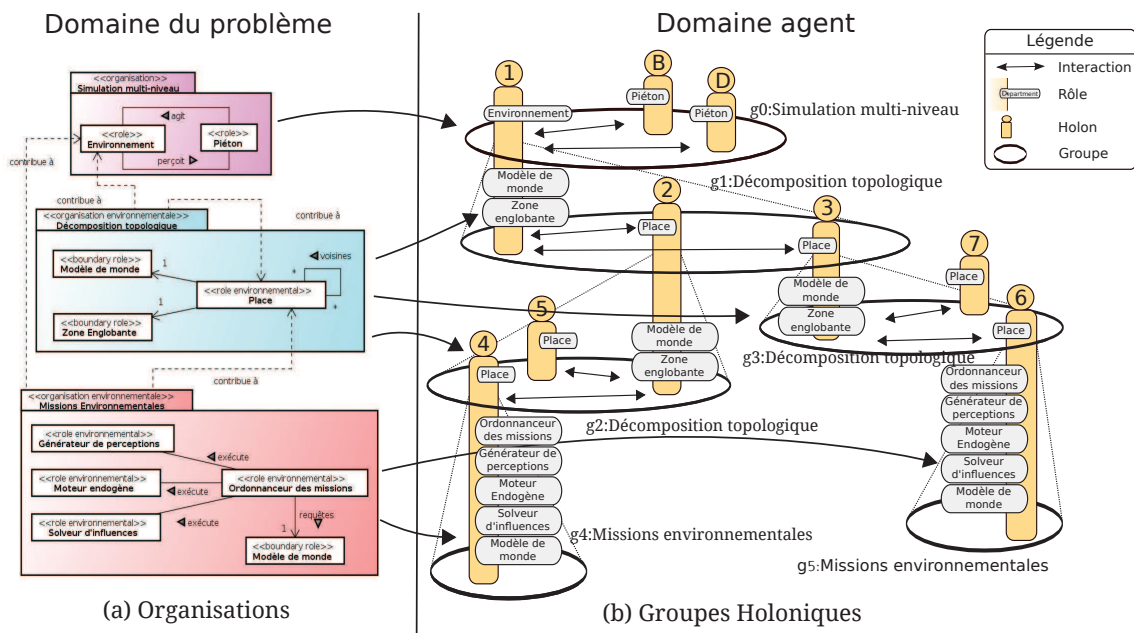 Domaine du problème
<<organisation>>
Simulation multi-niveau
agit
<<role>>
Environnement
<<role>>
Piéton
perçoit
contribue à
contribue à
contribue à
<<organisation environnementale>>
Décomposition topologique
<<boundary role>>
Modèle de monde
1
voisines
*
<<role environnemental>>
Place
*
1
<<boundary role>>
Zone Englobante
contribue à
<<organisation environnementale>>
Missions Environnementales
<<role environnemental>>
Générateur de perceptions
exécute
<<role environnemental>>
Moteur endogène
exécute
<<role environnemental>>
Ordonnanceur des missions
<<role environnemental>>
Solveur d'influences
exécute
requêtes
1
<<boundary role>>
Modèle de monde
(a) Organisations
Domaine agent
Légende
Interaction
Department
Rôle
Holon
Groupe
1
B
D
Environnement
Piéton
Piéton
g0:Simulation multi-niveau
Modèle de
monde
Zone
englobante
g1:Décomposition topologique
2
Place
3
Place
Modèle de
monde
Zone
englobante
7
Place
6
Place
g3:Décomposition topologique
5
Place
4
Place
Modèle de
monde
Zone
englobante
g2:Décomposition topologique
Ordonnanceur
des missions
Générateur de
perceptions
Moteur
Endogène
Solveur
d'influences
Modèle de
monde
g4:Missions environnementales
Ordonnanceur
des missions
Générateur de
perceptions
Moteur
Endogène
Solveur
d'influences
Modèle de
monde
g5:Missions environnementales
(b) Groupes Holoniques